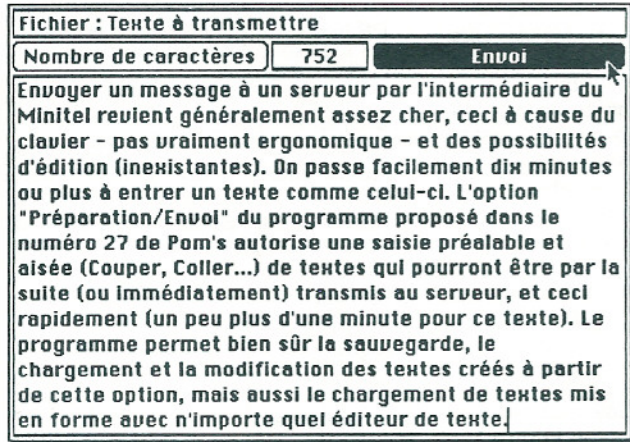 Fichier : Texte à transmettre
Nombre de caractères 752 Envoi
Envoyer un message à un serveur par l'intermédiaire du
Minitel revient généralement assez cher, ceci à cause du
clavier - pas vraiment ergonomique - et des possibilités
d'édition (inexistantes). On passe facilement dix minutes
ou plus à entrer un texte comme celui-ci. L'option
"Préparation/Envoi" du programme proposé dans le
numéro 27 de Pom's autorise une saisie préalable et
aisée (Couper, Coller...) de textes qui pourront être par la
suite (ou immédiatement) transmis au serveur, et ceci
rapidement (un peu plus d'une minute pour ce texte). Le
programme permet bien sûr la sauvegarde, le
chargement et la modification des textes créés à partir
de cette option, mais aussi le chargement de textes mis
en forme avec n'importe quel éditeur de texte.